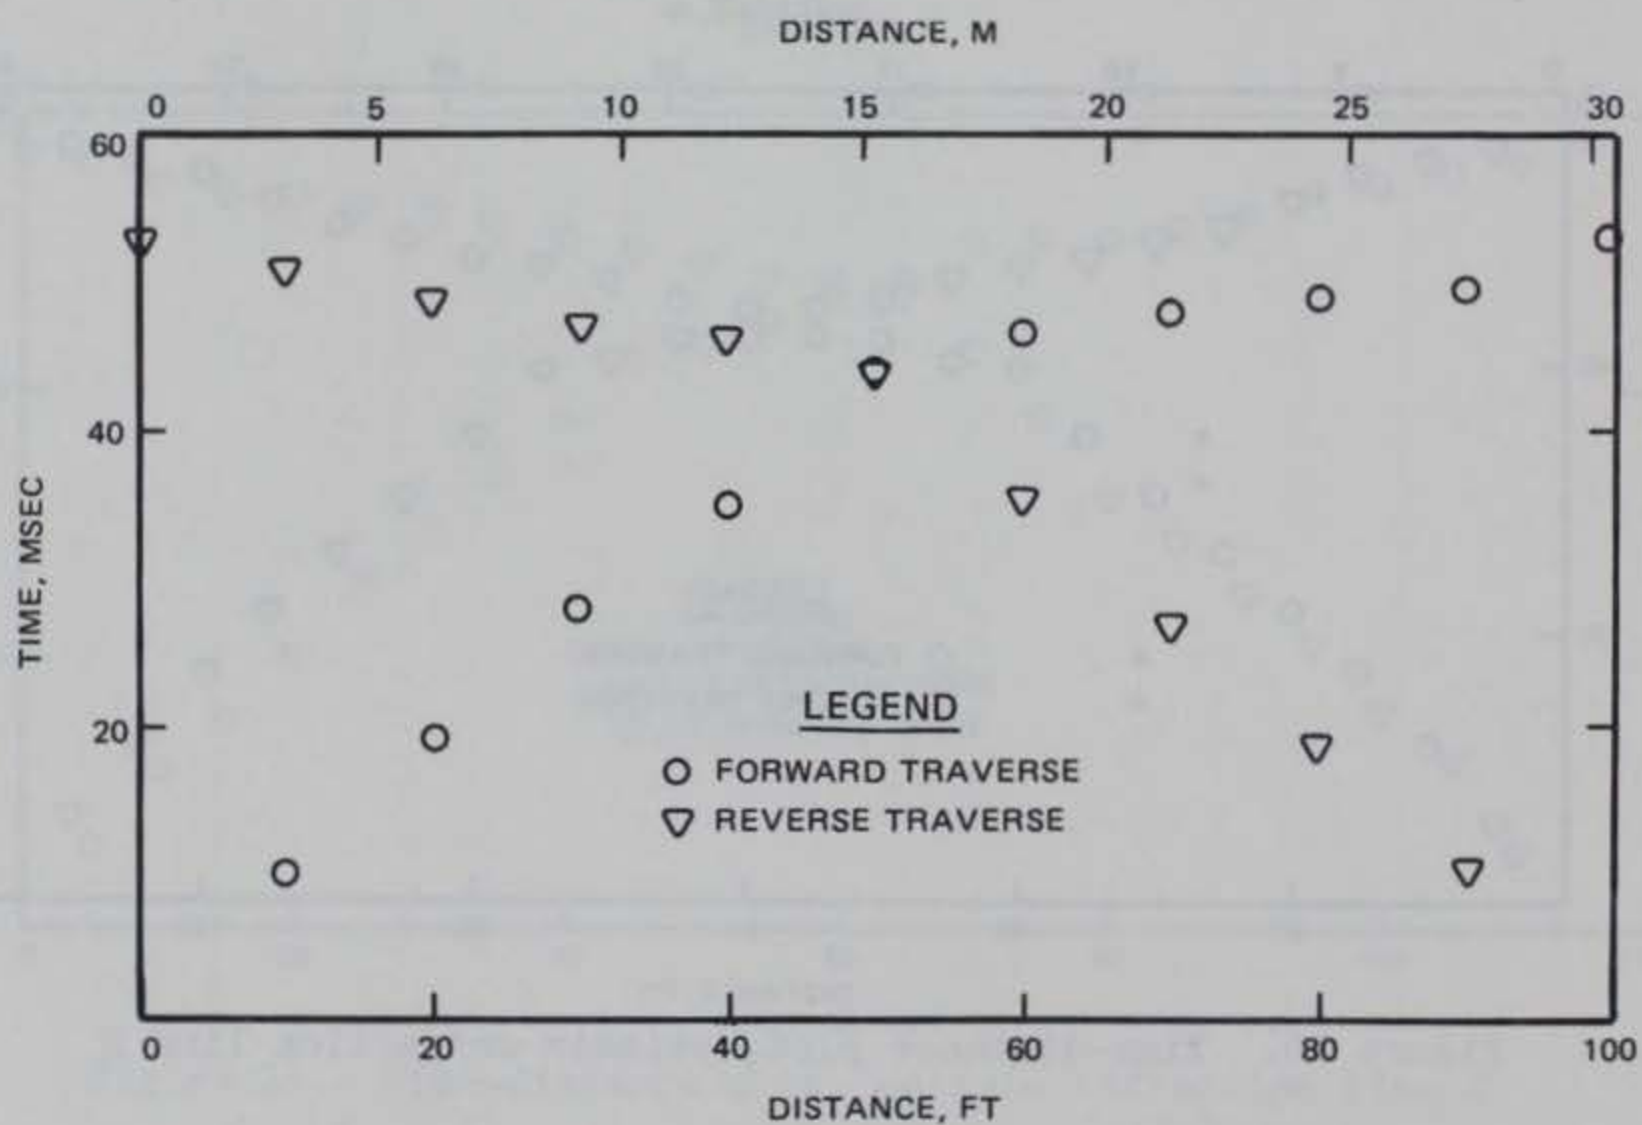 DISTANCE, M
0 5 10 15 20 25 30
60
40
20
TIME, MSEC
LEGEND
FORWARD TRAVERSE
REVERSE TRAVERSE
0 20 40 60 80 100
DISTANCE, FT